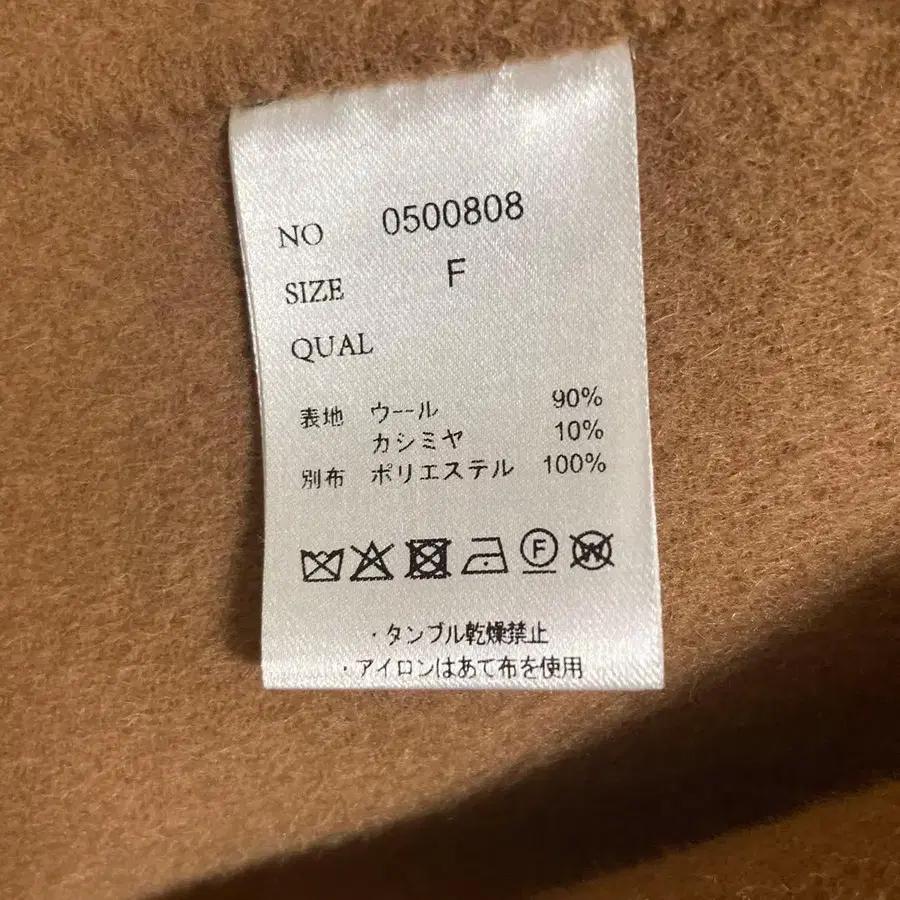 NO 0500808
SIZE F
QUAL
表地 ウール 90%
カシミヤ 10%
別布 ポリエステル 100%
F W
・タンブル乾燥禁止
・アイロンはあて布を使用